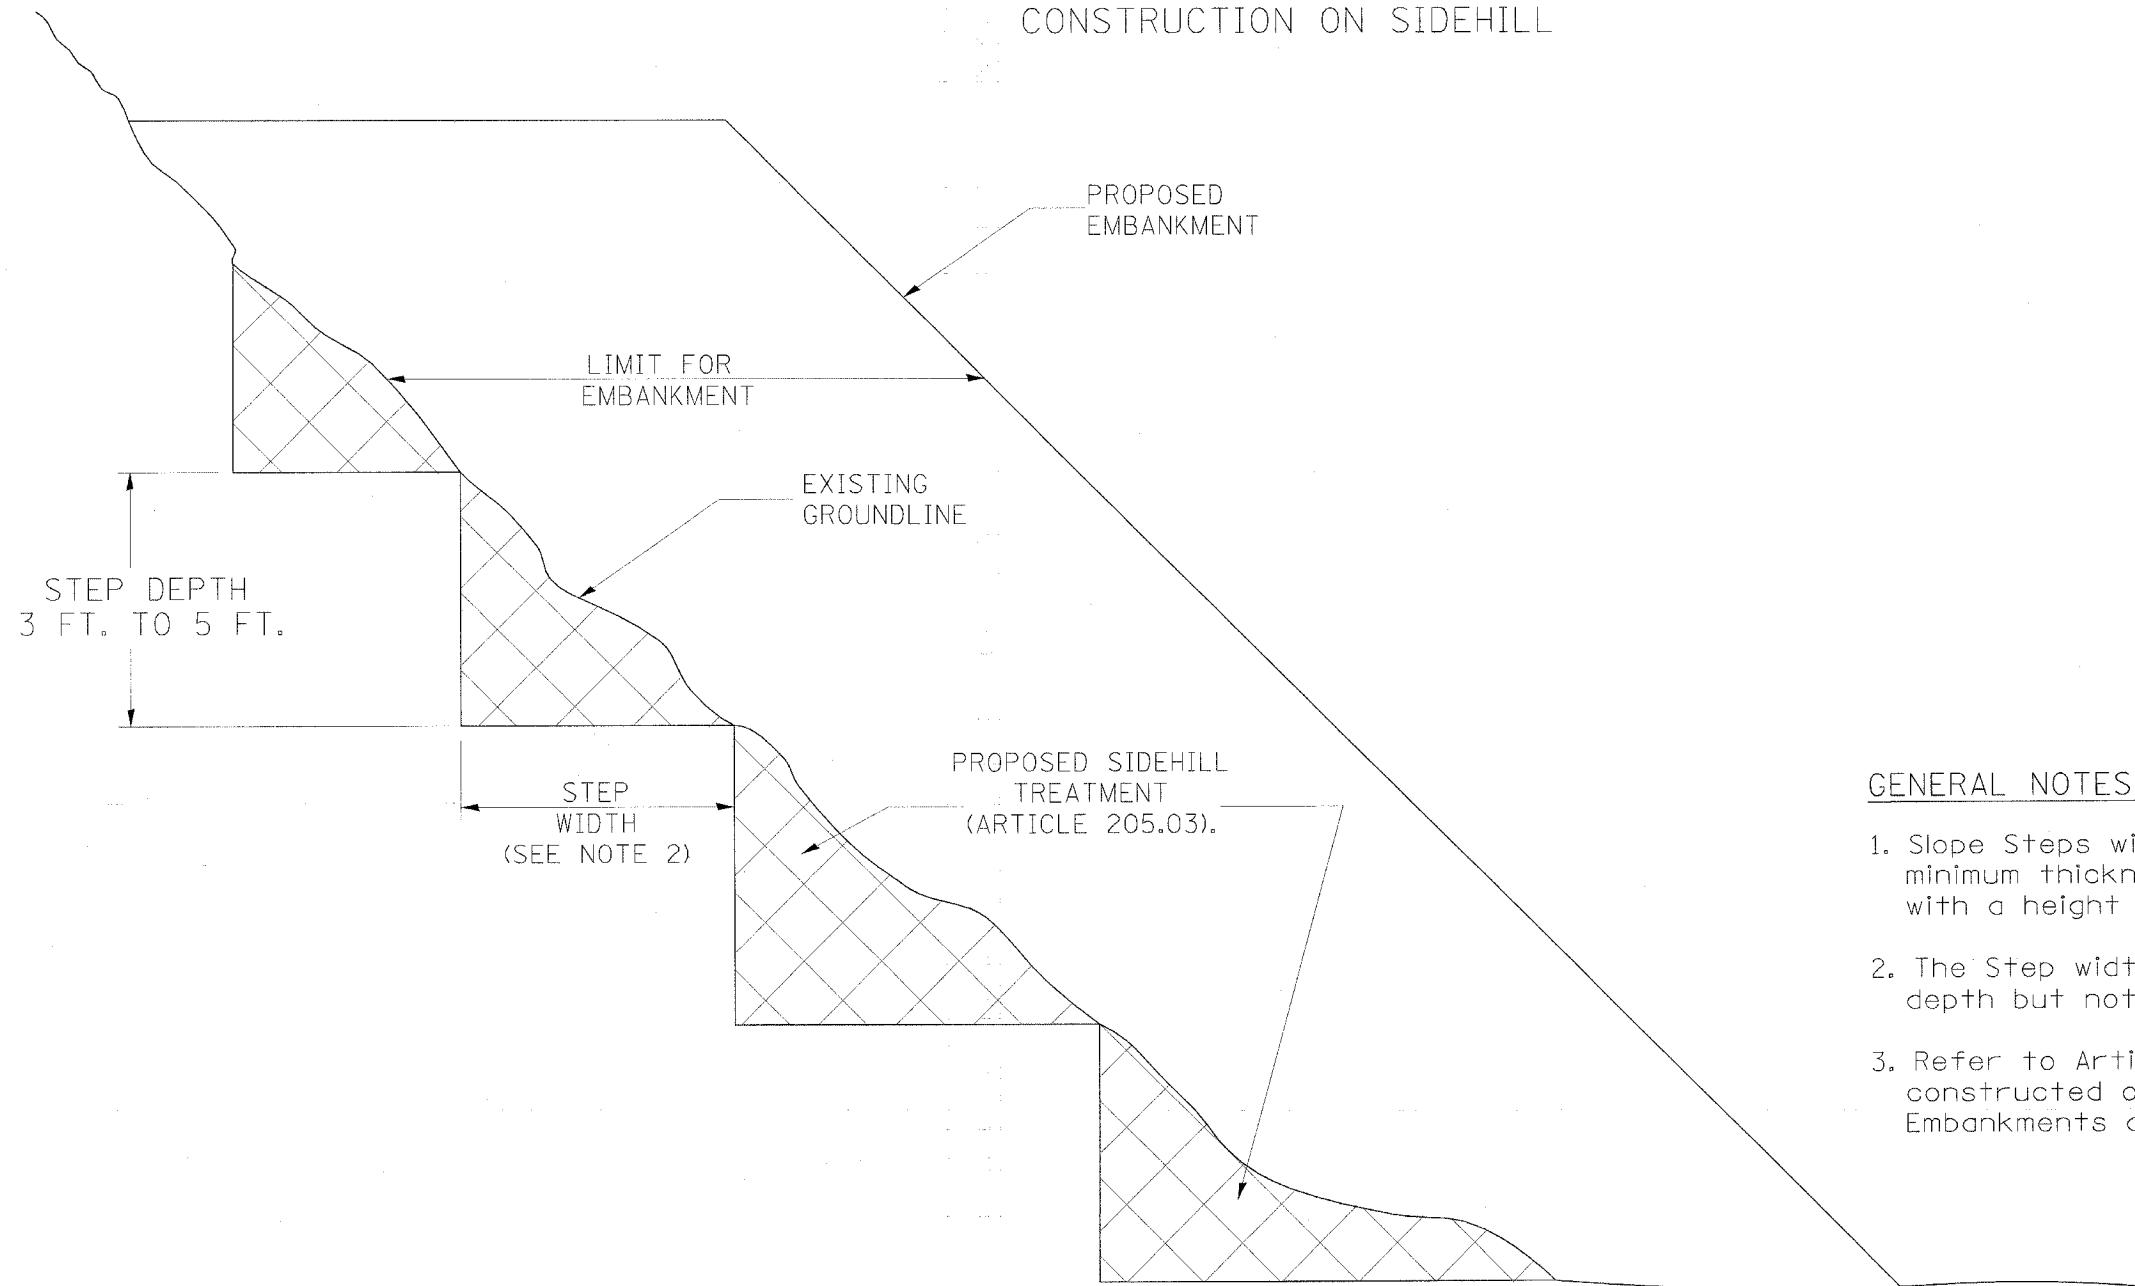 CONSTRUCTION ON SIDEHILL
PROPOSED
EMBANKMENT
LIMIT FOR
EMBANKMENT
EXISTING
GROUNDLINE
STEP DEPTH
3 FT. TO 5 FT.
STEP
WIDTH
(SEE NOTE 2)
PROPOSED SIDEHILL
TREATMENT
(ARTICLE 205.03).
GENERAL NOTES
1. Slope Steps wi
minimum thickn
with a height
2. The Step widt
depth but not
3. Refer to Arti
constructed
Embankments